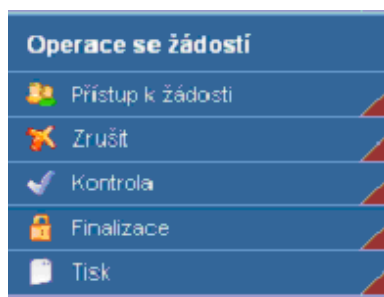 Operace se žádostí
Přístup k žádosti
Zrušit
Kontrola
Finalizace
Tisk